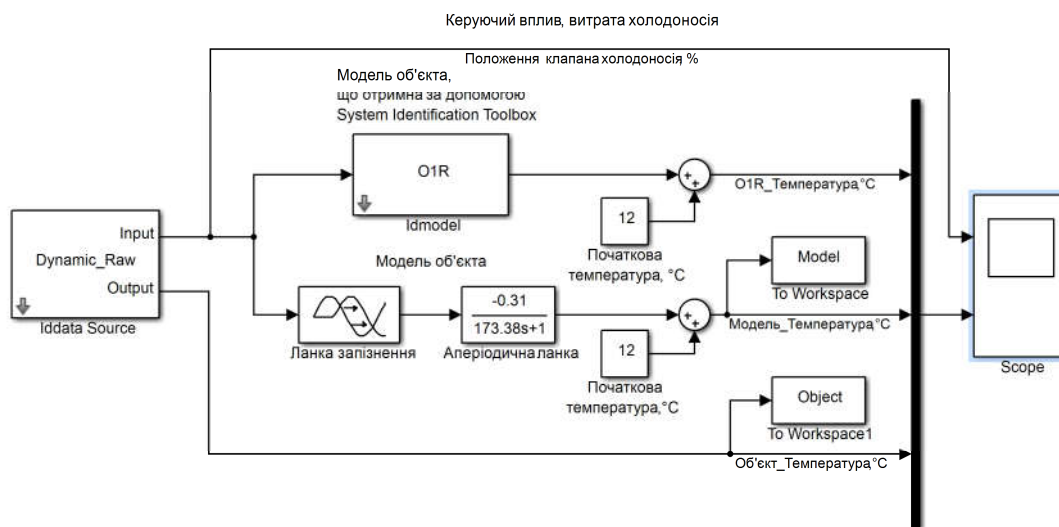 Керуючий вплив, витрата холодоносія
Положення клапана холодоносія, %
Модель об'єкта,
що отримна за допомогою
System Identification Toolbox
O1R
Idmodel
12
Початкова
температура, °C
O1R_Температура,°C
Input
Dynamic_Raw
Output
Iddata Source
Модель об'єкта
Ланка запізнення
-0.31
173.38s+1
Аперіодична ланка
12
Початкова
температура,°C
Model
To Workspace
Модель_Температура,°C
Object
To Workspace1
Об'єкт_Температура,°C
Scope